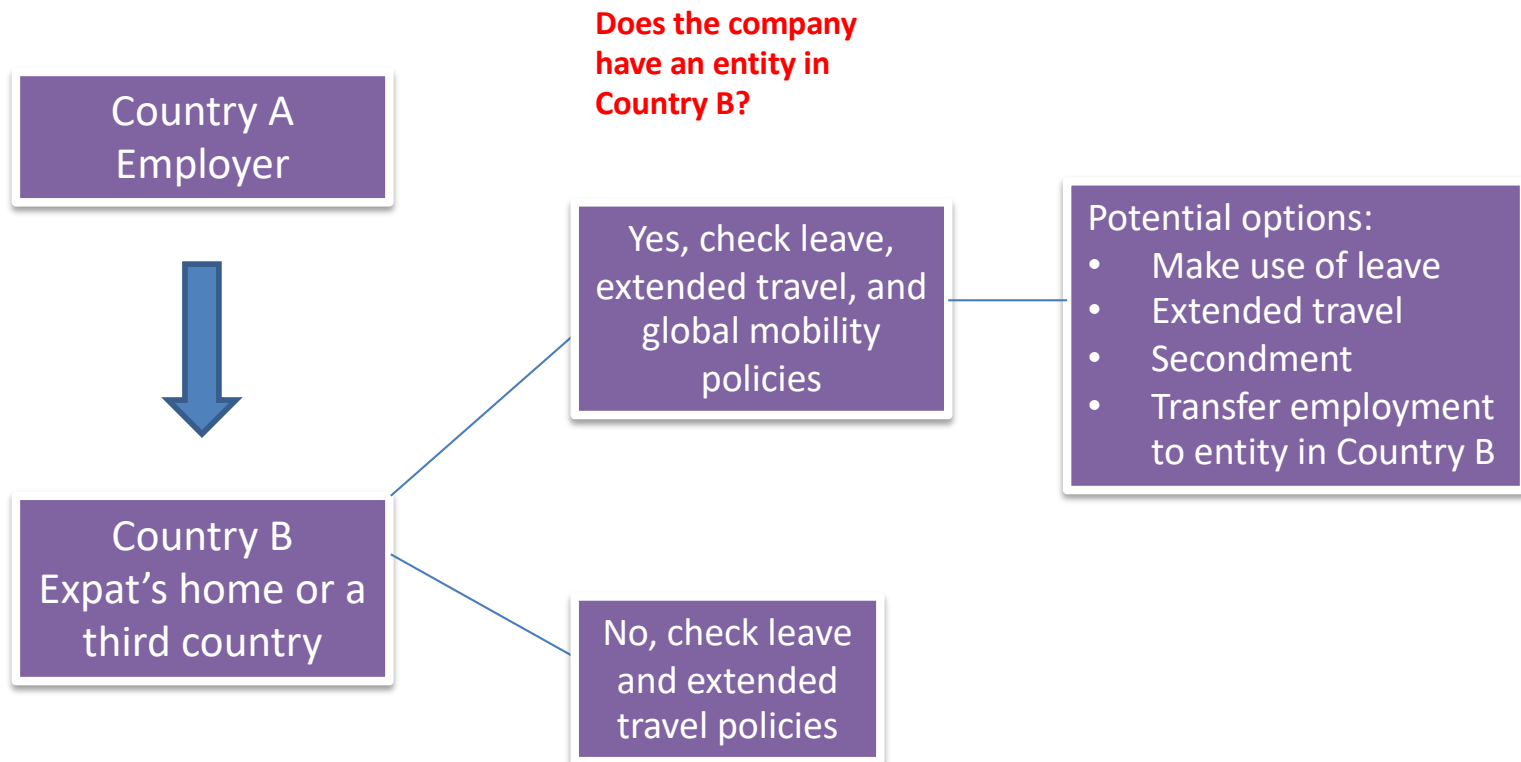 Does the company
have an entity in
Country B?
Country A
Employer
Yes, check leave,
extended travel, and
global mobility
policies
Potential options:
• Make use of leave
• Extended travel
• Secondment
• Transfer employment
to entity in Country B
Country B
Expat’s home or a
third country
No, check leave
and extended
travel policies